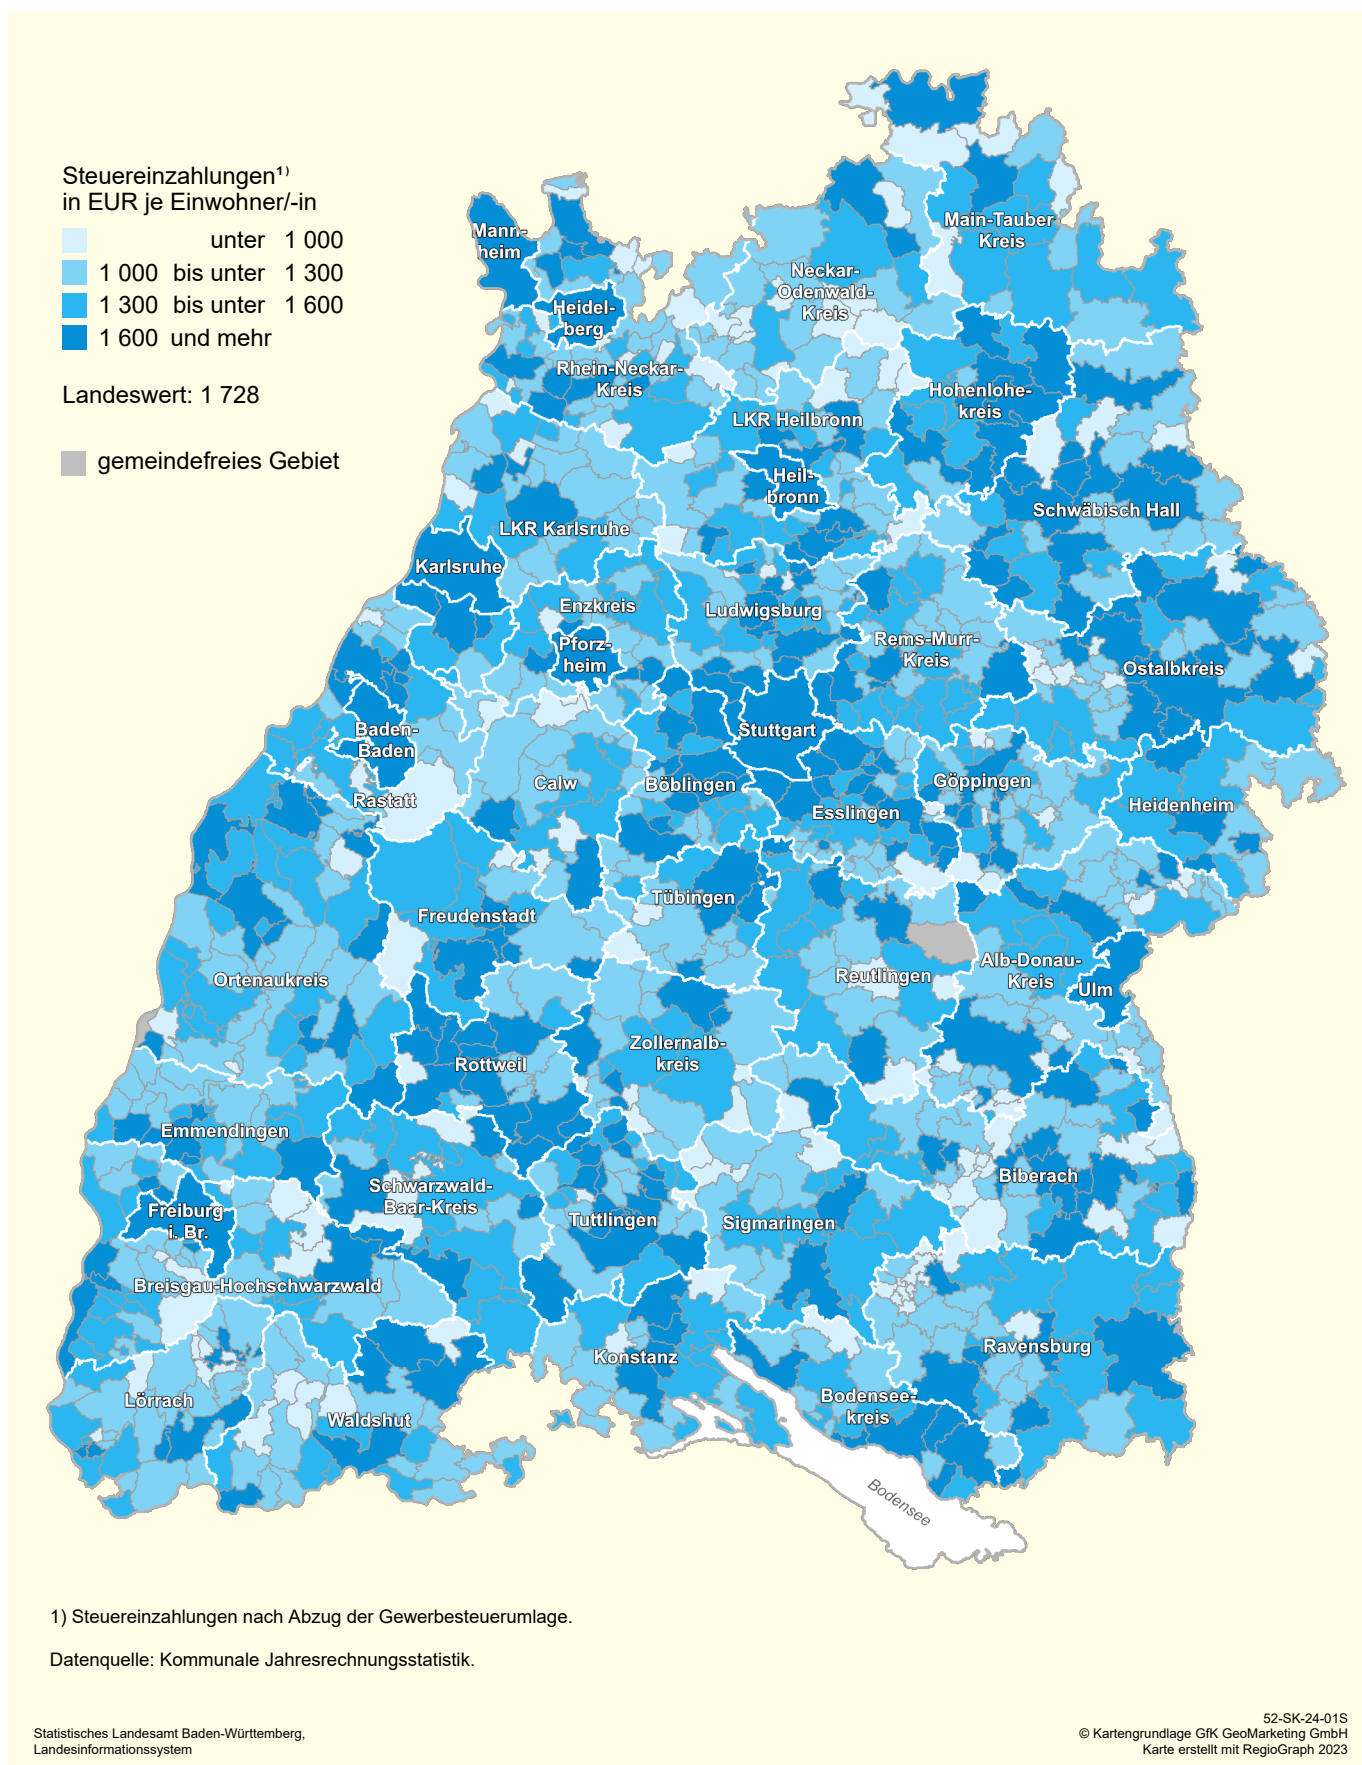 Steuereinzahlungen¹⁾
in EUR je Einwohner/-in
unter 1 000
1 000 bis unter 1 300
1 300 bis unter 1 600
1 600 und mehr
Landeswert: 1 728
gemeindefreies Gebiet
Mann-
heim
Main-Tauber-
Kreis
Neckar-
Odenwald-
Kreis
Heidel-
berg
Rhein-Neckar-
Kreis
Hohenlohe-
kreis
LKR Heilbronn
Heil-
bronn
Schwäbisch Hall
LKR Karlsruhe
Karlsruhe
Enzkreis
Ludwigsburg
Pforz-
heim
Rems-Murr-
Kreis
Ostalbkreis
Baden-
Baden
Stuttgart
Rastatt
Calw
Böblingen
Göppingen
Esslingen
Heidenheim
Tübingen
Freudenstadt
Ortenaukreis
Reutlingen
Alb-Donau-
Kreis
Ulm
Zollernalb-
kreis
Rottweil
Emmendingen
Biberach
Schwarzwald-
Baar-Kreis
Freiburg
i. Br.
Tuttlingen
Sigmaringen
Breisgau-Hochschwarzwald
Konstanz
Ravensburg
Lörrach
Bodensee-
kreis
Waldshut
Bodensee
1) Steuereinzahlungen nach Abzug der Gewerbesteuerumlage.
Datenquelle: Kommunale Jahresrechnungsstatistik.
52-SK-24-01S
Statistisches Landesamt Baden-Württemberg,
Landesinformationssystem
© Kartengrundlage GfK GeoMarketing GmbH
Karte erstellt mit RegioGraph 2023